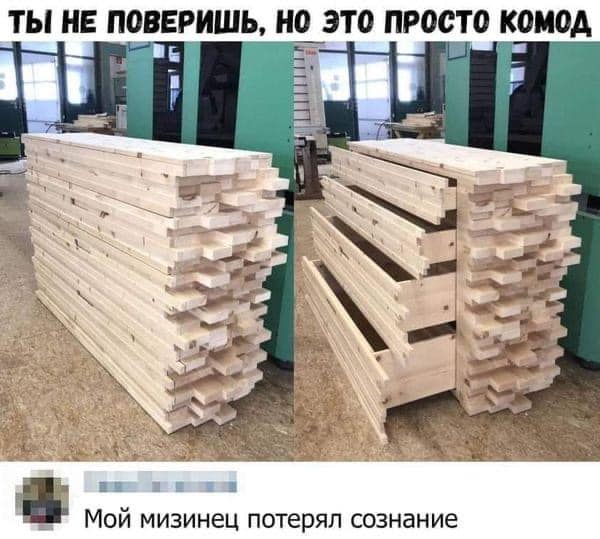 ТЫ НЕ ПОВЕРИШЬ, НО ЭТО ПРОСТО КОМОД
Мой мизинец потерял сознание